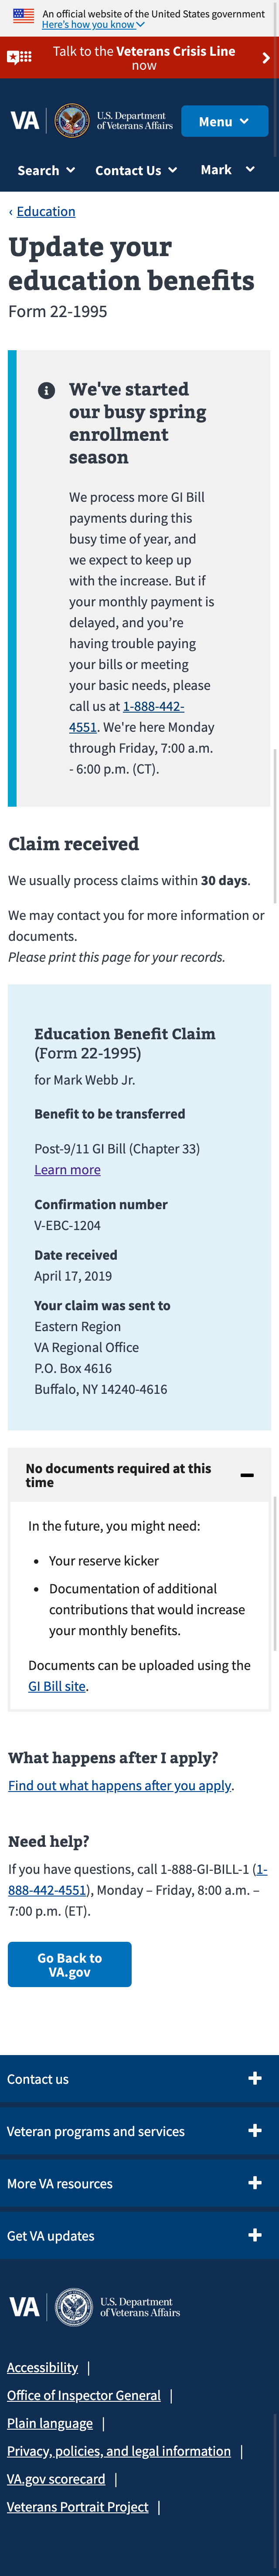 An official website of the United States government
Here's how you know
Talk to the Veterans Crisis Line
now
VA
U.S. Department
of Veterans Affairs
Menu
Search
Contact Us
Mark
‹ Education
Update your
education benefits
Form 22-1995
We've started
our busy spring
enrollment
season
We process more GI Bill
payments during this
busy time of year, and
we expect to keep up
with the increase. But if
your monthly payment is
delayed, and you're
having trouble paying
your bills or meeting
your basic needs, please
call us at 1-888-442-
4551. We're here Monday
through Friday, 7:00 a.m.
- 6:00 p.m. (CT).
Claim received
We usually process claims within 30 days.
We may contact you for more information or
documents.
Please print this page for your records.
Education Benefit Claim
(Form 22-1995)
for Mark Webb Jr.
Benefit to be transferred
Post-9/11 GI Bill (Chapter 33)
Learn more
Confirmation number
V-EBC-1204
Date received
April 17, 2019
Your claim was sent to
Eastern Region
VA Regional Office
P.O. Box 4616
Buffalo, NY 14240-4616
No documents required at this
time
In the future, you might need:
• Your reserve kicker
• Documentation of additional
contributions that would increase
your monthly benefits.
Documents can be uploaded using the
GI Bill site.
What happens after I apply?
Find out what happens after you apply.
Need help?
If you have questions, call 1-888-GI-BILL-1 (1-
888-442-4551), Monday – Friday, 8:00 a.m. –
7:00 p.m. (ET).
Go Back to
VA.gov
Contact us
Veteran programs and services
More VA resources
Get VA updates
VA
U.S. Department
of Veterans Affairs
Accessibility |
Office of Inspector General |
Plain language |
Privacy, policies, and legal information |
VA.gov scorecard |
Veterans Portrait Project |